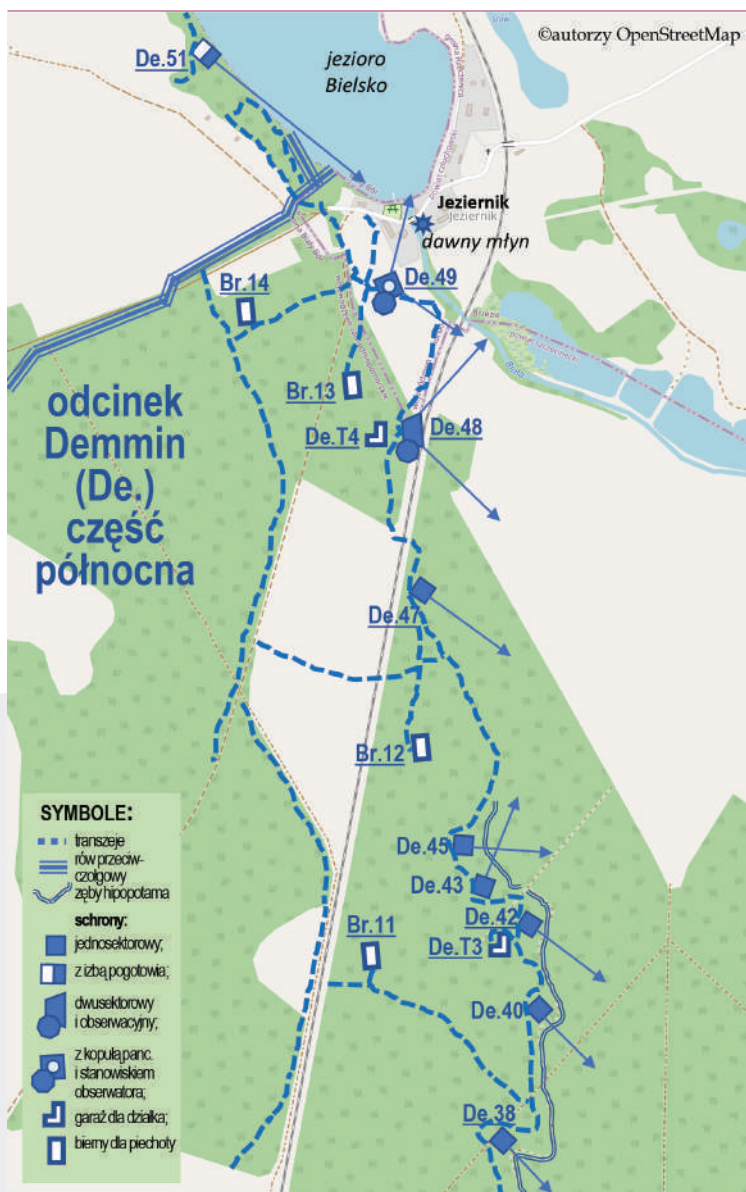 ©autorzy OpenStreetMap
De.51
jezioro
Bielsko
Jeziernik
Jeziernik
dawny młyn
De.49
Br.14
Br.13
De.T4
De.48
odcinek
Demmin
(De.)
część
północna
De.47
Br.12
De.45
De.43
De.42
Br.11
De.T3
De.40
De.38
SYMBOLE:
transzeje
rów przeciw-
czołgowy
zęby hipopotama
schrony:
jednosektorowy;
z izbą pogotowia;
dwusektorowy
i obserwacyjny;
z kopułą panc.
i stanowiskiem
obserwatora;
garaż dla działka;
bierny dla piechoty